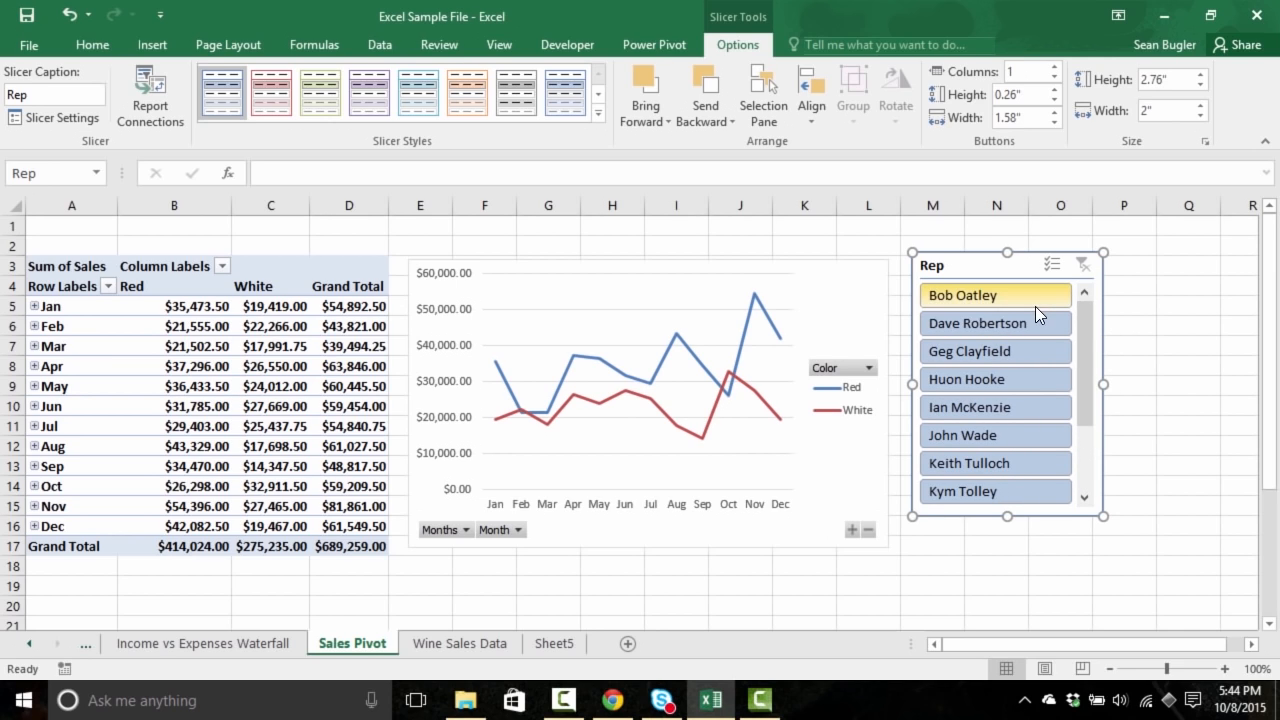 Excel Sample File - Excel
Slicer Tools
File Home Insert Page Layout Formulas Data Review View Developer Power Pivot Options Tell me what you want to do... Sean Bugler Share
Slicer Caption:
Rep
Slicer Settings
Report
Connections
Bring
Forward
Send
Backward
Selection
Pane
Align
Group
Rotate
Columns: 1
Height: 0.26"
Width: 1.58"
Height: 2.76"
Width: 2"
Slicer Slicer Styles Arrange Buttons Size
Rep fx
A B C D E F G H I J K L M N O P Q R
1
2
3 Sum of Sales Column Labels
4 Row Labels Red White Grand Total
5 Jan $35,473.50 $19,419.00 $54,892.50
6 Feb $21,555.00 $22,266.00 $43,821.00
7 Mar $21,502.50 $17,991.75 $39,494.25
8 Apr $37,296.00 $26,550.00 $63,846.00
9 May $36,433.50 $24,012.00 $60,445.50
10 Jun $31,785.00 $27,669.00 $59,454.00
11 Jul $29,403.00 $25,437.75 $54,840.75
12 Aug $43,329.00 $17,698.50 $61,027.50
13 Sep $34,470.00 $14,347.50 $48,817.50
14 Oct $26,298.00 $32,911.50 $59,209.50
15 Nov $54,396.00 $27,465.00 $81,861.00
16 Dec $42,082.50 $19,467.00 $61,549.50
17 Grand Total $414,024.00 $275,235.00 $689,259.00
18
19
20
21
$60,000.00
$50,000.00
$40,000.00
$30,000.00
$20,000.00
$10,000.00
$0.00
Jan Feb Mar Apr May Jun Jul Aug Sep Oct Nov Dec
Color
Red
White
Months Month
Rep
Bob Oatley
Dave Robertson
Geg Clayfield
Huon Hooke
Ian McKenzie
John Wade
Keith Tulloch
Kym Tolley
... Income vs Expenses Waterfall Sales Pivot Wine Sales Data Sheet5
Ready 100%
Ask me anything
5:44 PM
10/8/2015